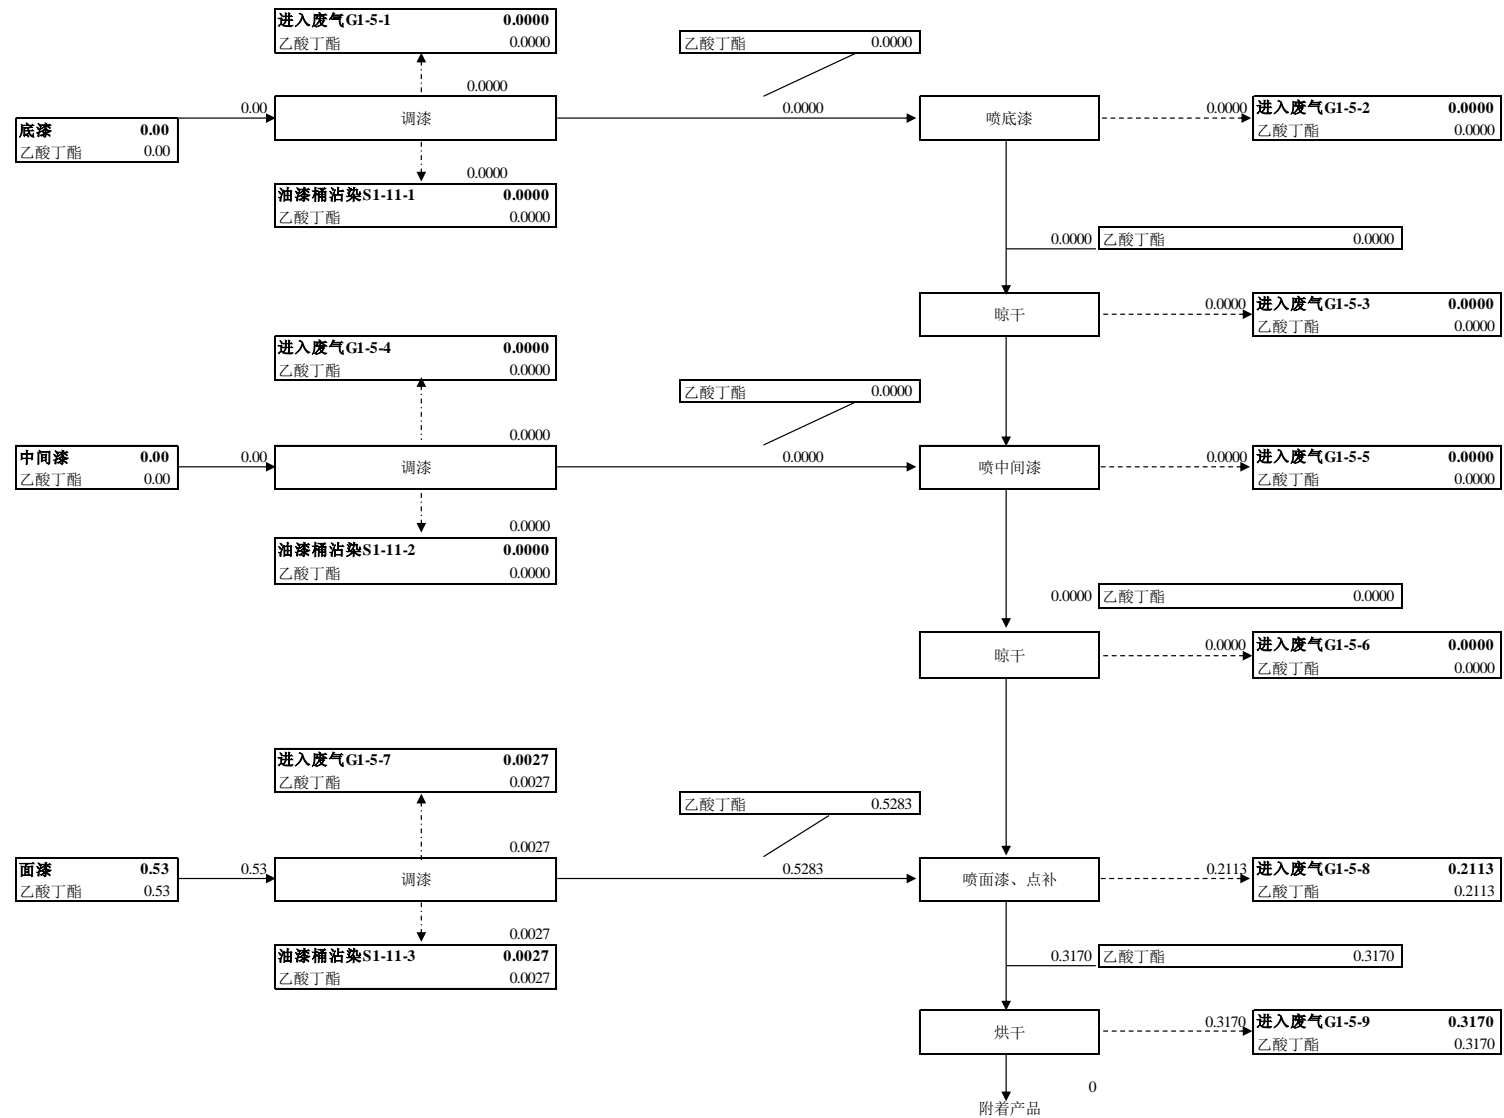 进入废气G1-5-1 0.0000
乙酸丁酯 0.0000
乙酸丁酯 0.0000
0.0000
0.00
调漆
0.0000
喷底漆
0.0000
进入废气G1-5-2 0.0000
乙酸丁酯 0.0000
底漆 0.00
乙酸丁酯 0.00
0.0000
油漆桶沾染S1-11-1 0.0000
乙酸丁酯 0.0000
0.0000
乙酸丁酯 0.0000
晾干
0.0000
进入废气G1-5-3 0.0000
乙酸丁酯 0.0000
进入废气G1-5-4 0.0000
乙酸丁酯 0.0000
乙酸丁酯 0.0000
0.0000
中间漆 0.00
乙酸丁酯 0.00
0.00
调漆
0.0000
喷中间漆
0.0000
进入废气G1-5-5 0.0000
乙酸丁酯 0.0000
0.0000
油漆桶沾染S1-11-2 0.0000
乙酸丁酯 0.0000
0.0000
乙酸丁酯 0.0000
晾干
0.0000
进入废气G1-5-6 0.0000
乙酸丁酯 0.0000
进入废气G1-5-7 0.0027
乙酸丁酯 0.0027
乙酸丁酯 0.5283
0.0027
面漆 0.53
乙酸丁酯 0.53
0.53
调漆
0.5283
喷面漆、点补
0.2113
进入废气G1-5-8 0.2113
乙酸丁酯 0.2113
0.0027
油漆桶沾染S1-11-3 0.0027
乙酸丁酯 0.0027
0.3170
乙酸丁酯 0.3170
烘干
0.3170
进入废气G1-5-9 0.3170
乙酸丁酯 0.3170
0
附着产品